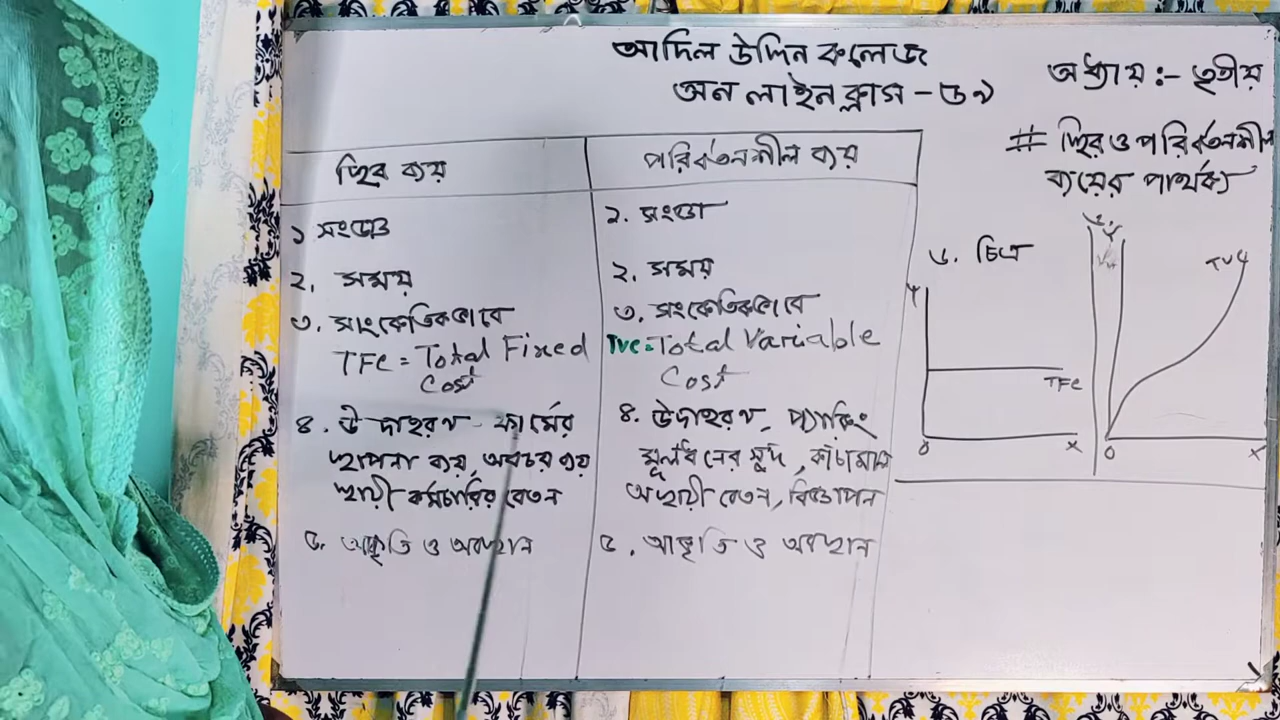 আদিল উদ্দিন কলেজ
অন লাইন ক্লাস - ৬৯
অধ্যায় :- তৃতীয়
# স্থির ও পরিবর্তনশীল
ব্যয়ের পার্থক্য
স্থির ব্যয়
১ সংজ্ঞা
২. সময়
৩. সাংকেতিকভাবে
TFC = Total Fixed
Cost
৪. উদাহরণ - ফার্মের
স্থাপনা ব্যয়, অবচয় ব্যয়
স্থায়ী কর্মচারির বেতন
৫. আকৃতি ও অবস্থান
পরিবর্তনশীল ব্যয়
১. সংজ্ঞা
২. সময়
৩. সংকেতিকভাবে
TVC = Total Variable
Cost
৪. উদাহরণ, প্যাকিং
মূলধনের সুদ, কাঁচামাল
অস্থায়ী বেতন, বিজ্ঞাপন
৫. আকৃতি ও অবস্থান
৬. চিত্র
Y
TFC
O
X
Y
TVC
O
X